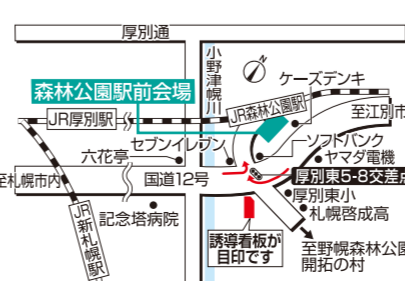 厚別通
小野津幌川
N
ケーズデンキ
森林公園駅前会場
JR森林公園駅
至江別市
JR厚別駅
セブンイレブン
ソフトバンク
ヤマダ電機
六花亭
至札幌市内
国道12号
厚別東5-8交差点
厚別東小
札幌啓成高
JR新札幌駅
記念塔病院
誘導看板が
目印です
至野幌森林公園
開拓の村